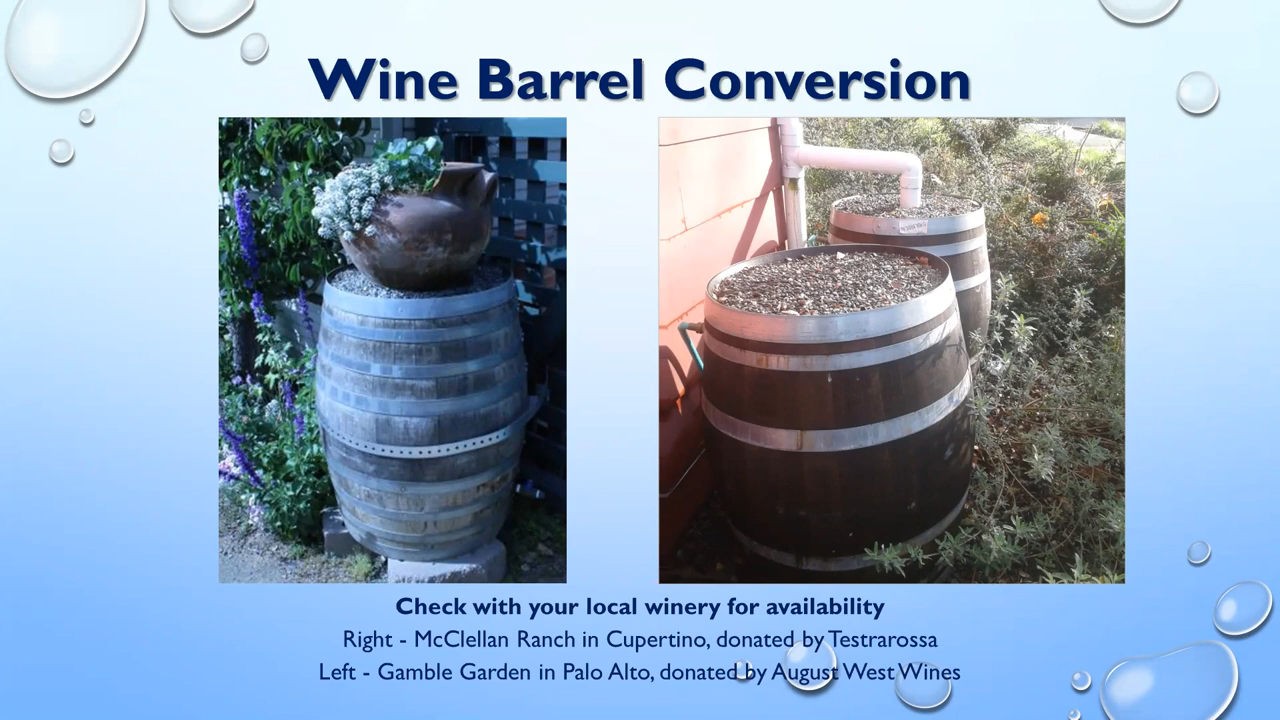 Wine Barrel Conversion
Check with your local winery for availability
Right - McClellan Ranch in Cupertino, donated by Testrarossa
Left - Gamble Garden in Palo Alto, donated by August West Wines